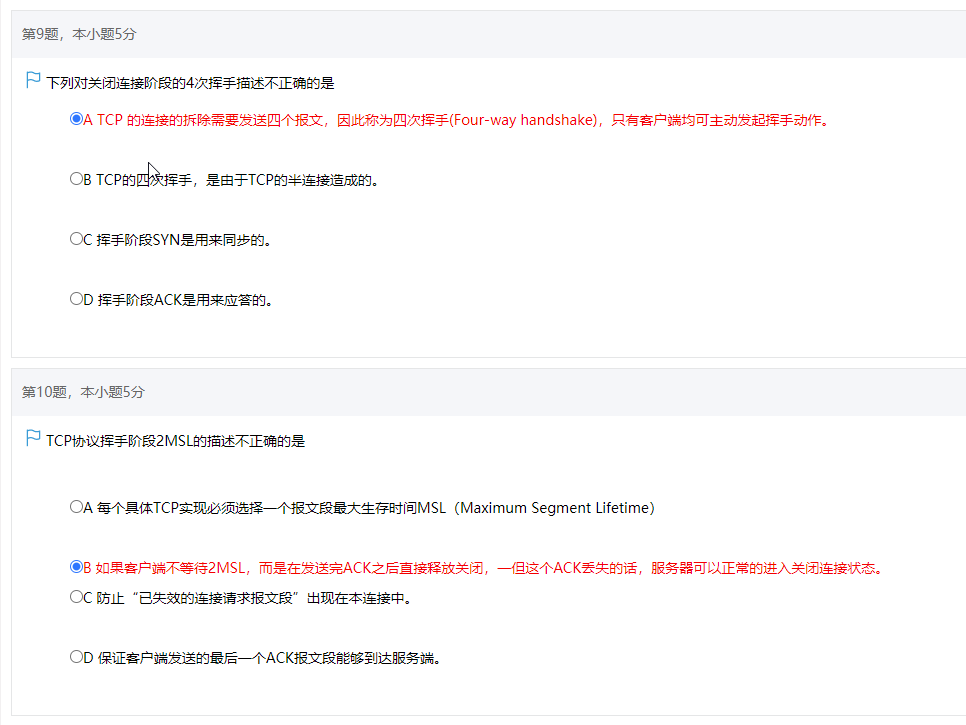 第9题，本小题5分
下列对关闭连接阶段的4次挥手描述不正确的是
A TCP 的连接的拆除需要发送四个报文，因此称为四次挥手(Four-way handshake)，只有客户端均可主动发起挥手动作。
B TCP的四次挥手，是由于TCP的半连接造成的。
C 挥手阶段SYN是用来同步的。
D 挥手阶段ACK是用来应答的。
第10题，本小题5分
TCP协议挥手阶段2MSL的描述不正确的是
A 每个具体TCP实现必须选择一个报文段最大生存时间MSL（Maximum Segment Lifetime）
B 如果客户端不等待2MSL，而是在发送完ACK之后直接释放关闭，一但这个ACK丢失的话，服务器可以正常的进入关闭连接状态。
C 防止“已失效的连接请求报文段”出现在本连接中。
D 保证客户端发送的最后一个ACK报文段能够到达服务端。